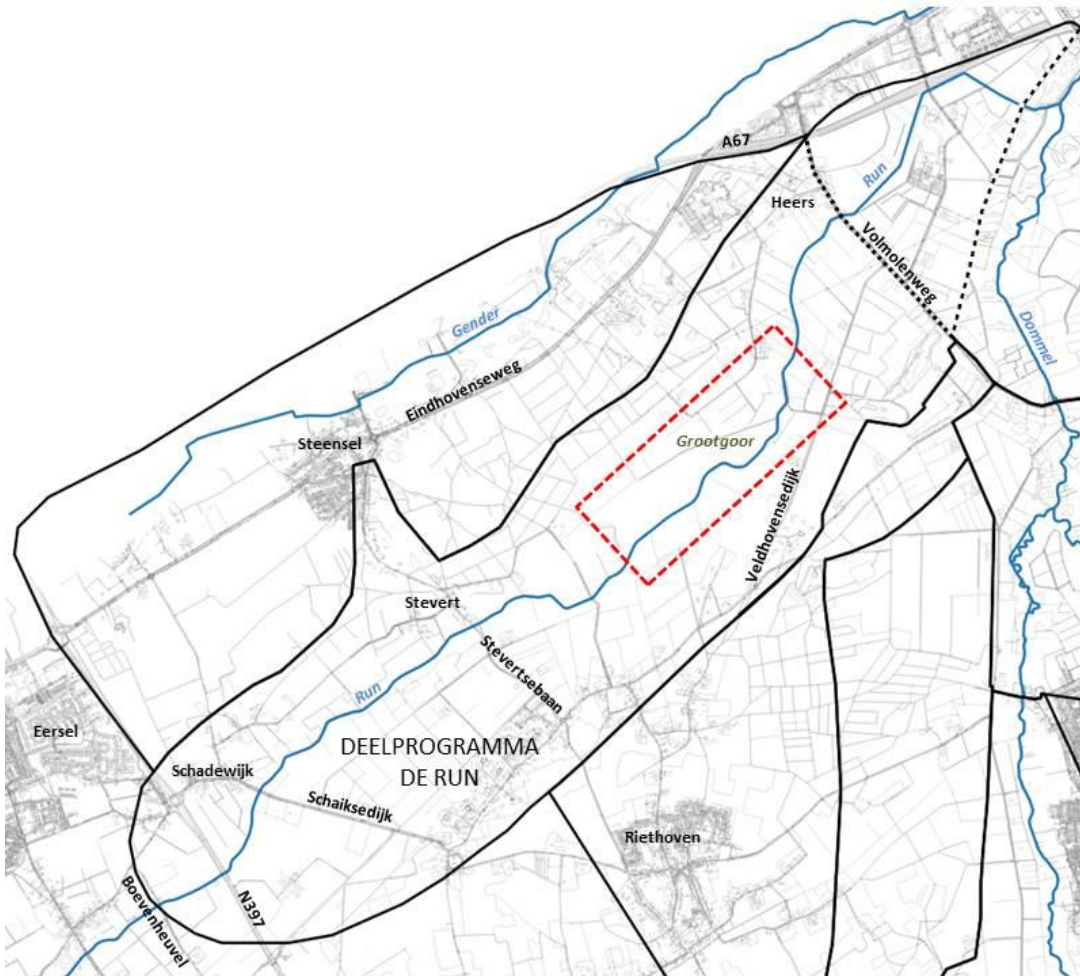 A67
Run
Heers
Volmolenweg
Gender
Dommel
Eindhovenseweg
Steensel
Grootgoor
Veldhovensedijk
Stevert
Stevertsebaan
Run
Eersel
DEELPROGRAMMA
DE RUN
Schadewijk
Schaiksedijk
Riethoven
Boevenheuvel
N397